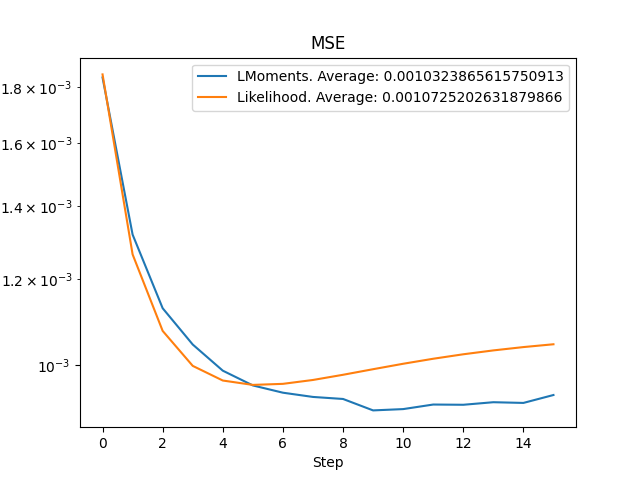 MSE
LMoments. Average: 0.0010323865615750913
Likelihood. Average: 0.0010725202631879866
1.8 × 10⁻³
1.6 × 10⁻³
1.4 × 10⁻³
1.2 × 10⁻³
10⁻³
0 2 4 6 8 10 12 14
Step